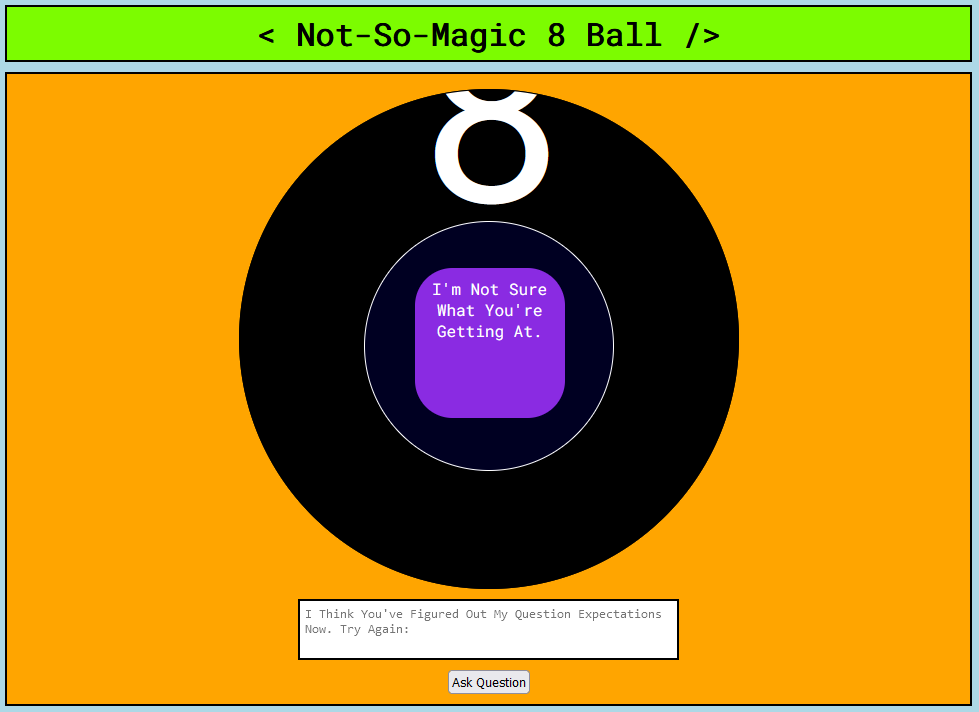 < Not-So-Magic 8 Ball />
8
I'm Not Sure
What You're
Getting At.
I Think You've Figured Out My Question Expectations
Now. Try Again:
Ask Question